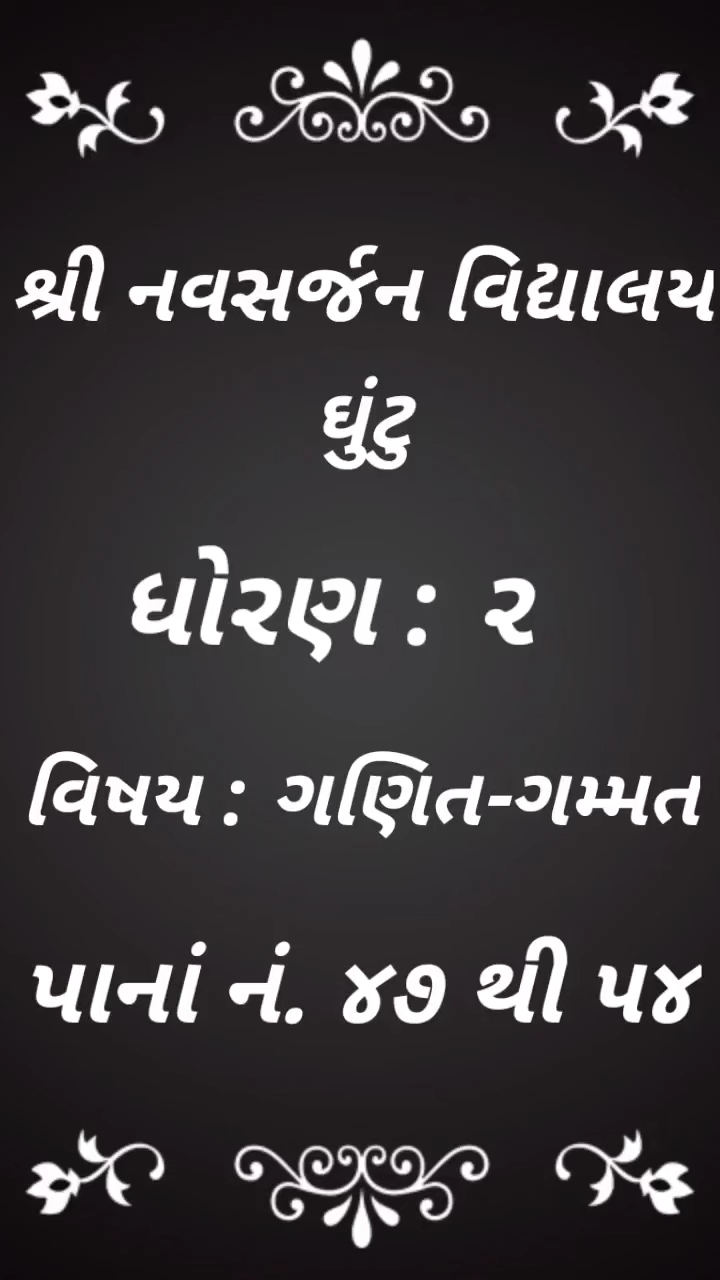 શ્રી નવસર્જન વિદ્યાલય
ઘુંટુ
ધોરણ : ૨
વિષય : ગણિત-ગમ્મત
પાનાં નં. ૪૭ થી ૫૪